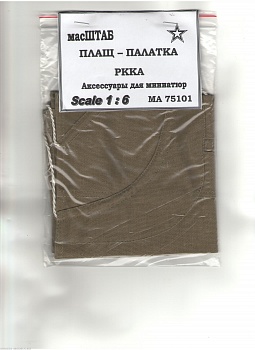 масШТАБ
ПЛАЩ – ПАЛАТКА
РККА
Аксессуары для миниатюр
Scale 1 : 6 МА 75101